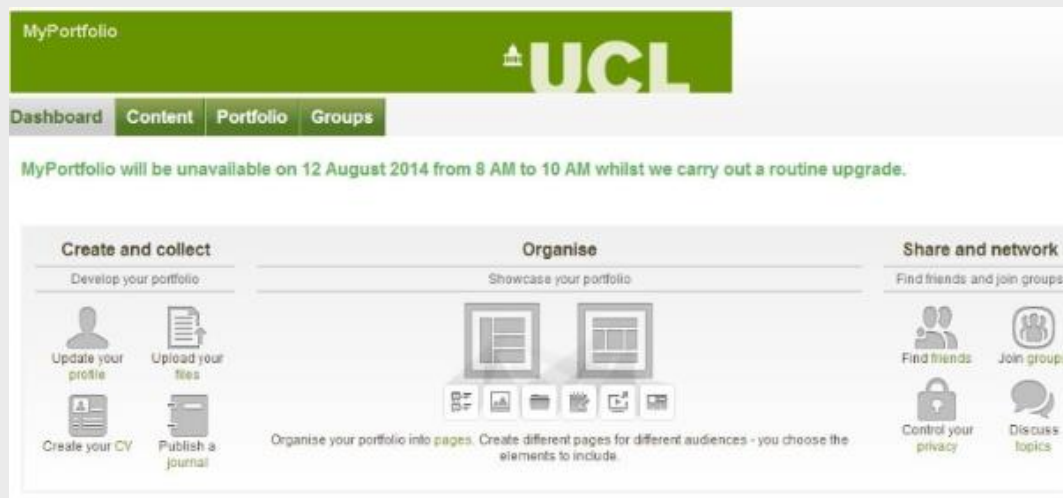 MyPortfolio
UCL
Dashboard Content Portfolio Groups
MyPortfolio will be unavailable on 12 August 2014 from 8 AM to 10 AM whilst we carry out a routine upgrade.
Create and collect
Develop your portfolio
Update your
profile
Upload your
files
Create your CV
Publish a
journal
Organise
Showcase your portfolio
Organise your portfolio into pages. Create different pages for different audiences - you choose the
elements to include.
Share and network
Find friends and join groups
Find friends
Join groups
Control your
privacy
Discuss
topics